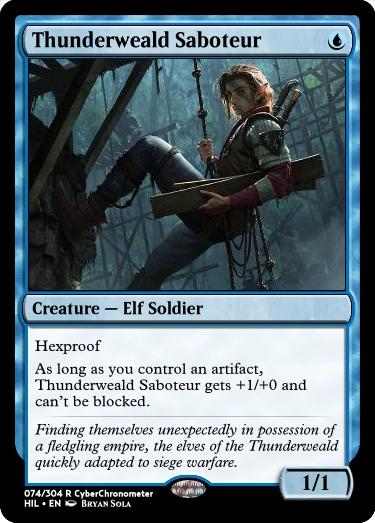 Thunderweald Saboteur
Creature — Elf Soldier
Hexproof
As long as you control an artifact,
Thunderweald Saboteur gets +1/+0 and
can't be blocked.
Finding themselves unexpectedly in possession of
a fledgling empire, the elves of the Thunderweald
quickly adapted to siege warfare.
1/1
074/304 R CyberChronometer
HIL • EN Bryan Sola